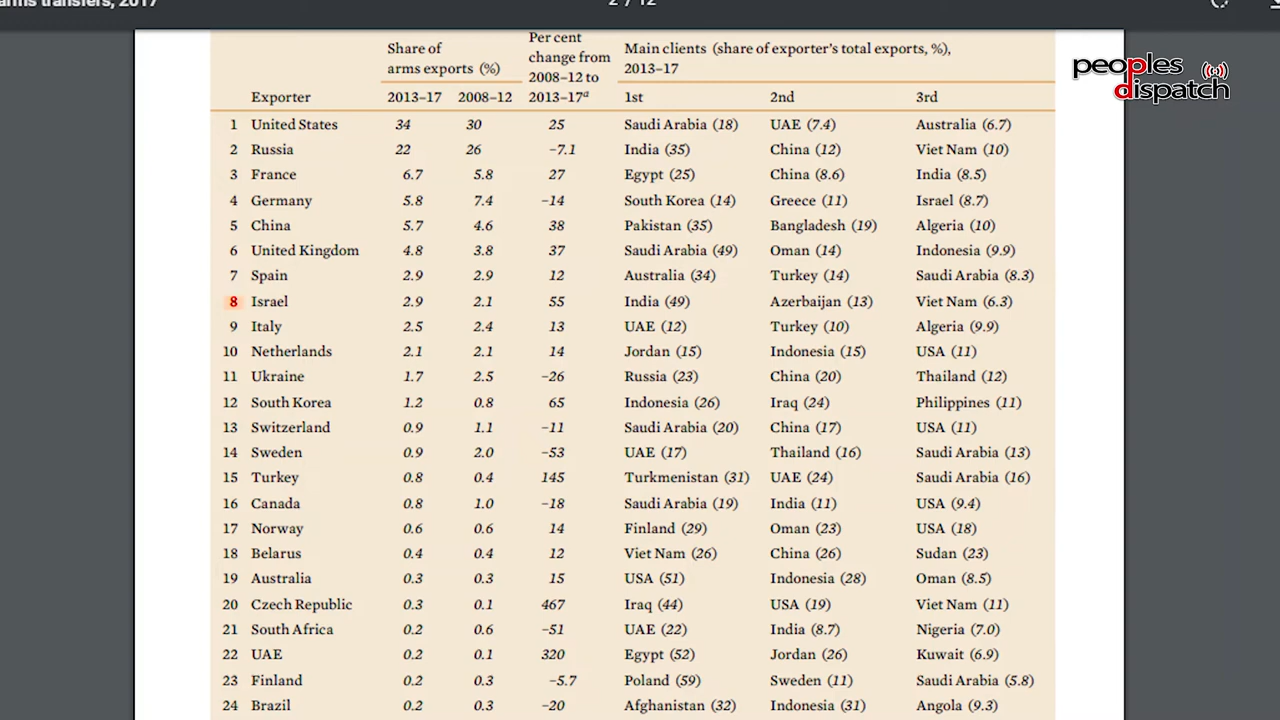 arms transfers, 2017
2 / 12
peoples
dispatch
Per cent
Share of change from Main clients (share of exporter's total exports, %),
arms exports (%) 2008–12 to 2013–17
Exporter 2013–17 2008–12 2013–17a 1st 2nd 3rd
1 United States 34 30 25 Saudi Arabia (18) UAE (7.4) Australia (6.7)
2 Russia 22 26 –7.1 India (35) China (12) Viet Nam (10)
3 France 6.7 5.8 27 Egypt (25) China (8.6) India (8.5)
4 Germany 5.8 7.4 –14 South Korea (14) Greece (11) Israel (8.7)
5 China 5.7 4.6 38 Pakistan (35) Bangladesh (19) Algeria (10)
6 United Kingdom 4.8 3.8 37 Saudi Arabia (49) Oman (14) Indonesia (9.9)
7 Spain 2.9 2.9 12 Australia (34) Turkey (14) Saudi Arabia (8.3)
8 Israel 2.9 2.1 55 India (49) Azerbaijan (13) Viet Nam (6.3)
9 Italy 2.5 2.4 13 UAE (12) Turkey (10) Algeria (9.9)
10 Netherlands 2.1 2.1 14 Jordan (15) Indonesia (15) USA (11)
11 Ukraine 1.7 2.5 –26 Russia (23) China (20) Thailand (12)
12 South Korea 1.2 0.8 65 Indonesia (26) Iraq (24) Philippines (11)
13 Switzerland 0.9 1.1 –11 Saudi Arabia (20) China (17) USA (11)
14 Sweden 0.9 2.0 –53 UAE (17) Thailand (16) Saudi Arabia (13)
15 Turkey 0.8 0.4 145 Turkmenistan (31) UAE (24) Saudi Arabia (16)
16 Canada 0.8 1.0 –18 Saudi Arabia (19) India (11) USA (9.4)
17 Norway 0.6 0.6 14 Finland (29) Oman (23) USA (18)
18 Belarus 0.4 0.4 12 Viet Nam (26) China (26) Sudan (23)
19 Australia 0.3 0.3 15 USA (51) Indonesia (28) Oman (8.5)
20 Czech Republic 0.3 0.1 467 Iraq (44) USA (19) Viet Nam (11)
21 South Africa 0.2 0.6 –51 UAE (22) India (8.7) Nigeria (7.0)
22 UAE 0.2 0.1 320 Egypt (52) Jordan (26) Kuwait (6.9)
23 Finland 0.2 0.3 –5.7 Poland (59) Sweden (11) Saudi Arabia (5.8)
24 Brazil 0.2 0.3 –20 Afghanistan (32) Indonesia (31) Angola (9.3)